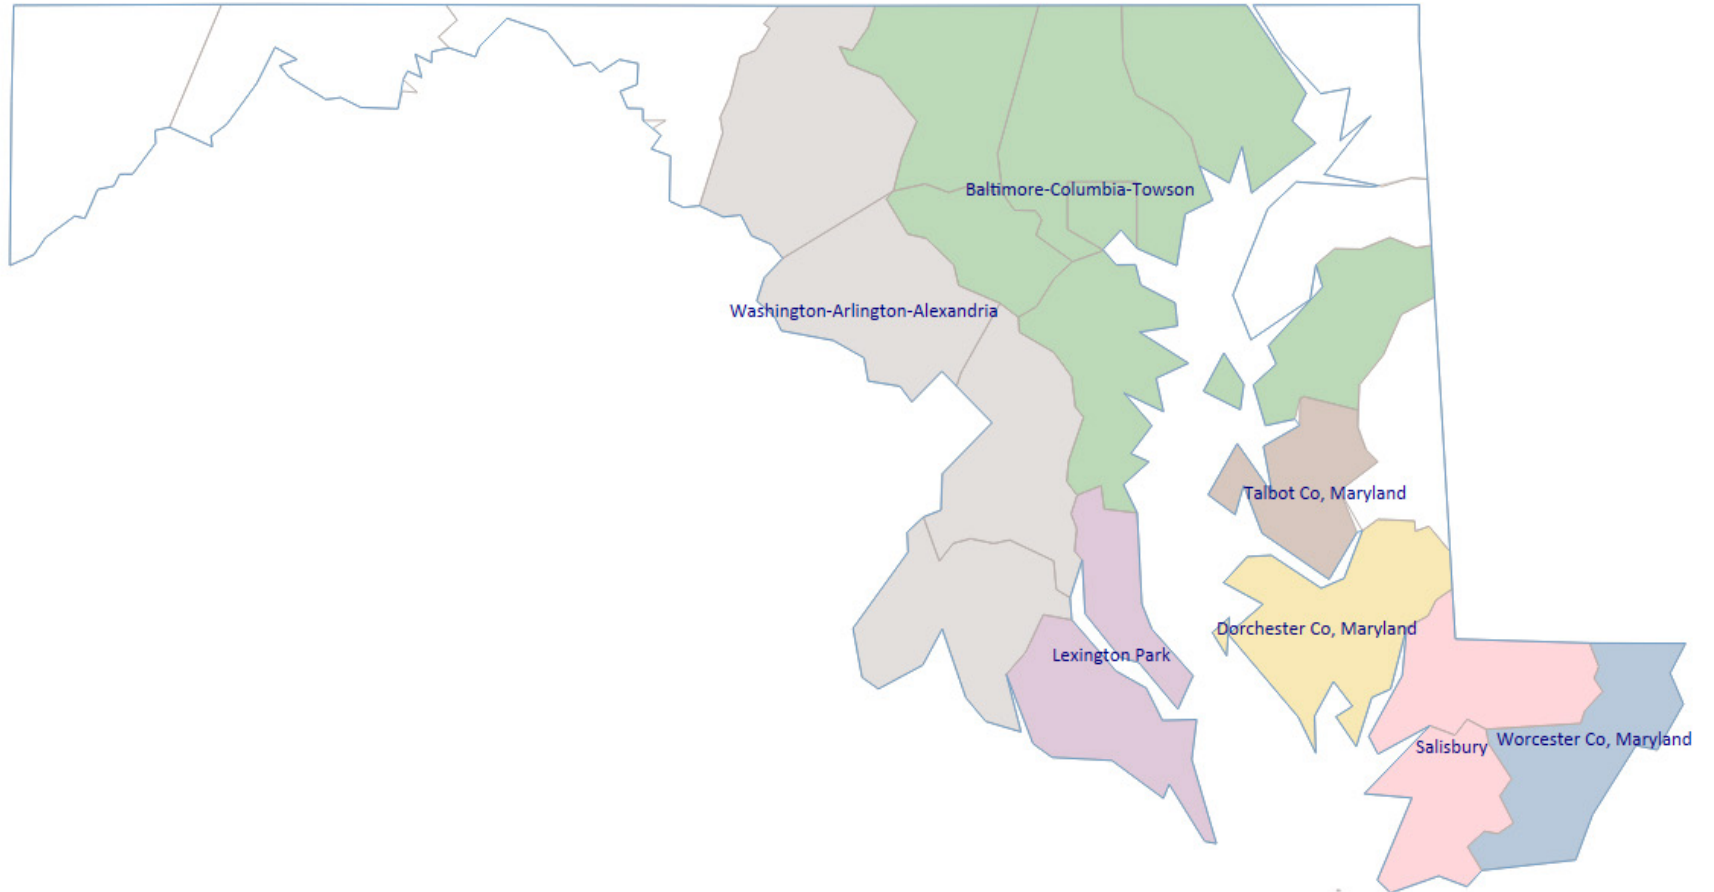 Baltimore-Columbia-Towson
Washington-Arlington-Alexandria
Talbot Co, Maryland
Dorchester Co, Maryland
Lexington Park
Salisbury
Worcester Co, Maryland